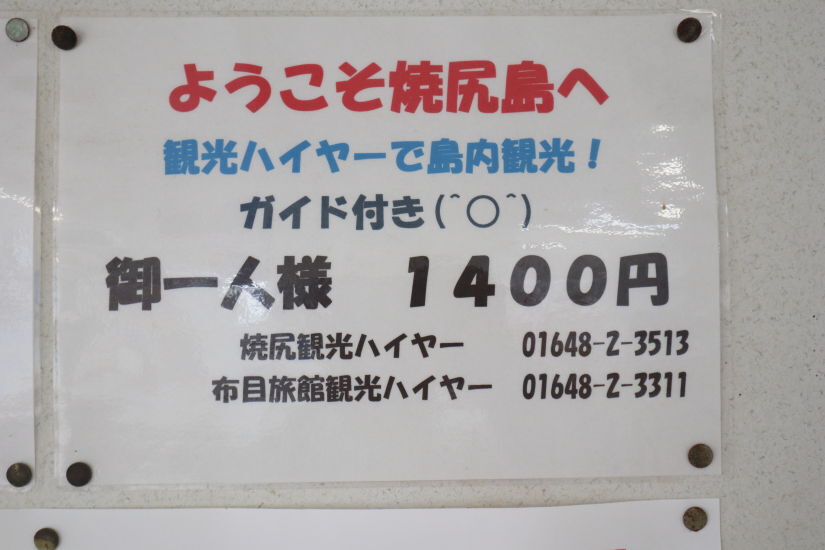 ようこそ焼尻島へ
観光ハイヤーで島内観光！
ガイド付き(^○^)
御一人様　１４００円
焼尻観光ハイヤー　01648-2-3513
布目旅館観光ハイヤー　01648-2-3311